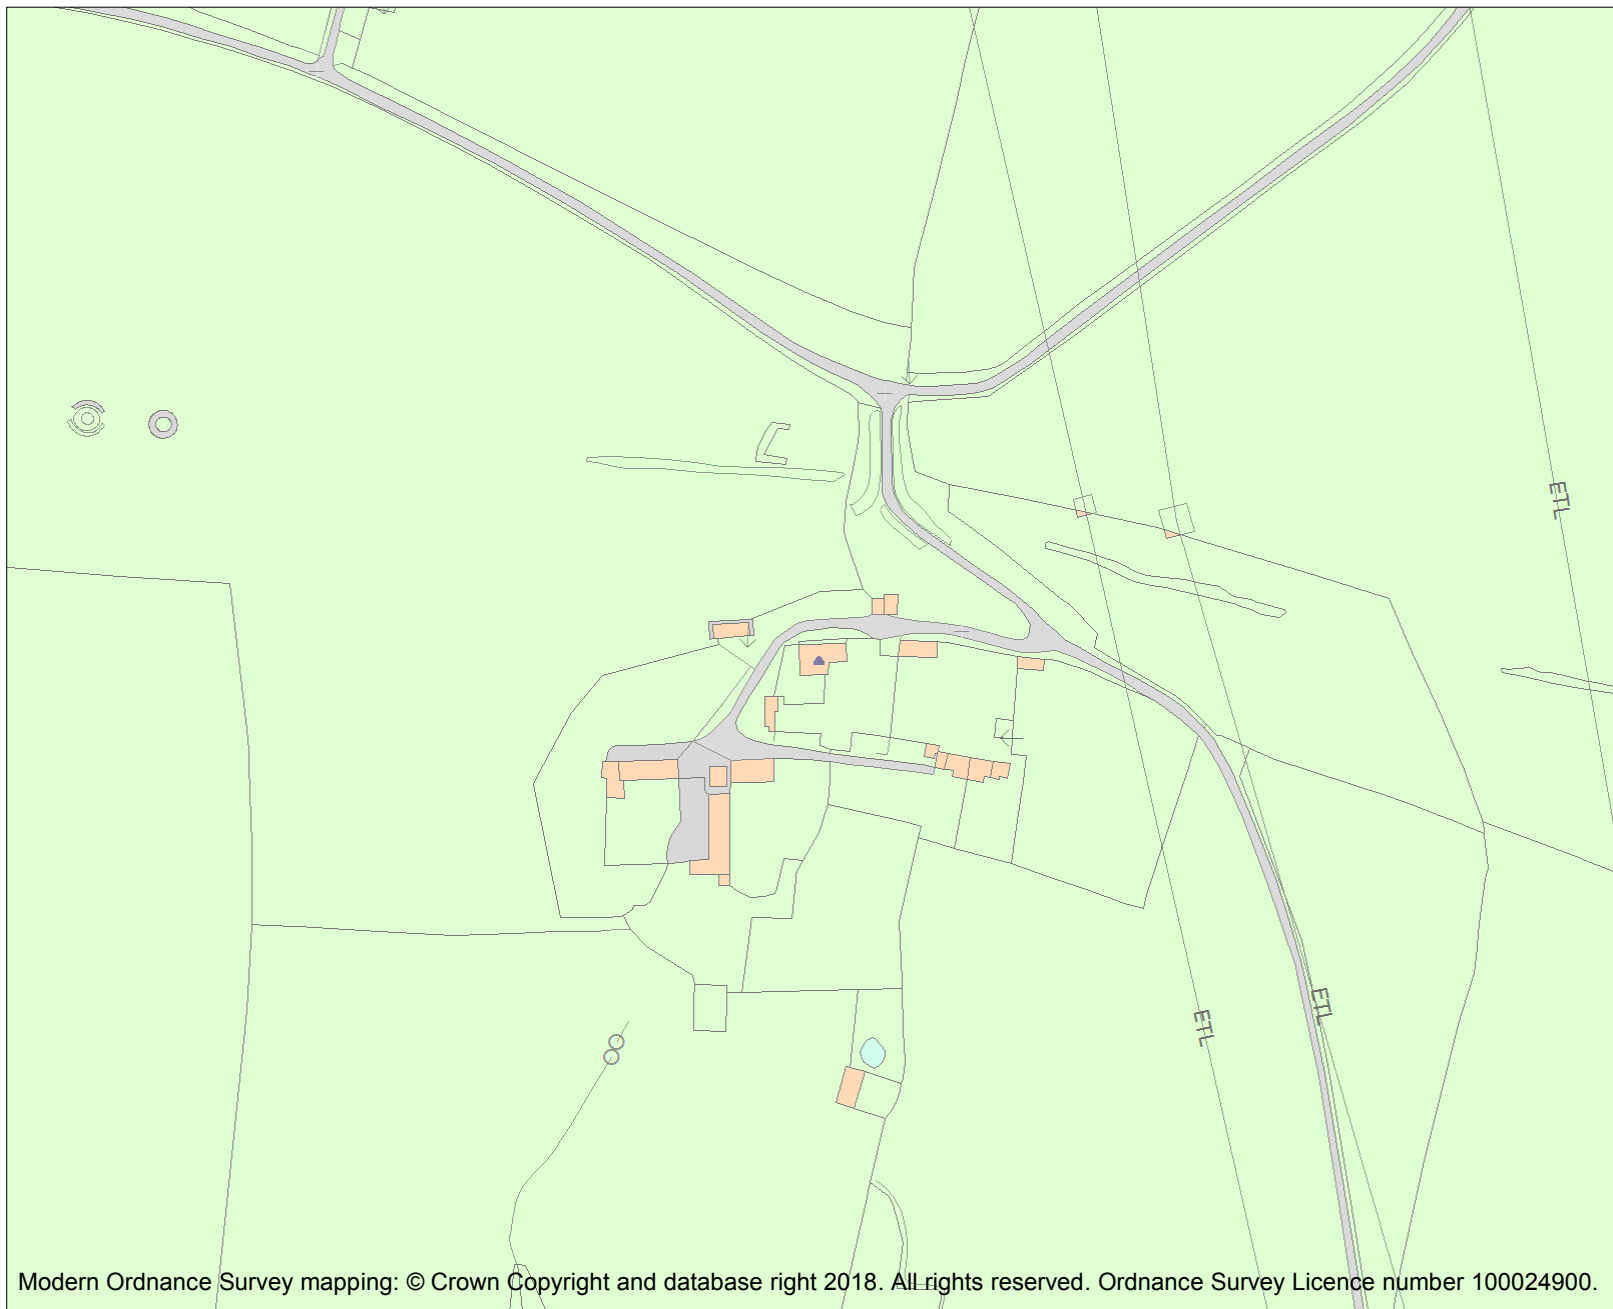 ETL
ETL
ETL
Modern Ordnance Survey mapping: © Crown Copyright and database right 2018. All rights reserved. Ordnance Survey Licence number 100024900.